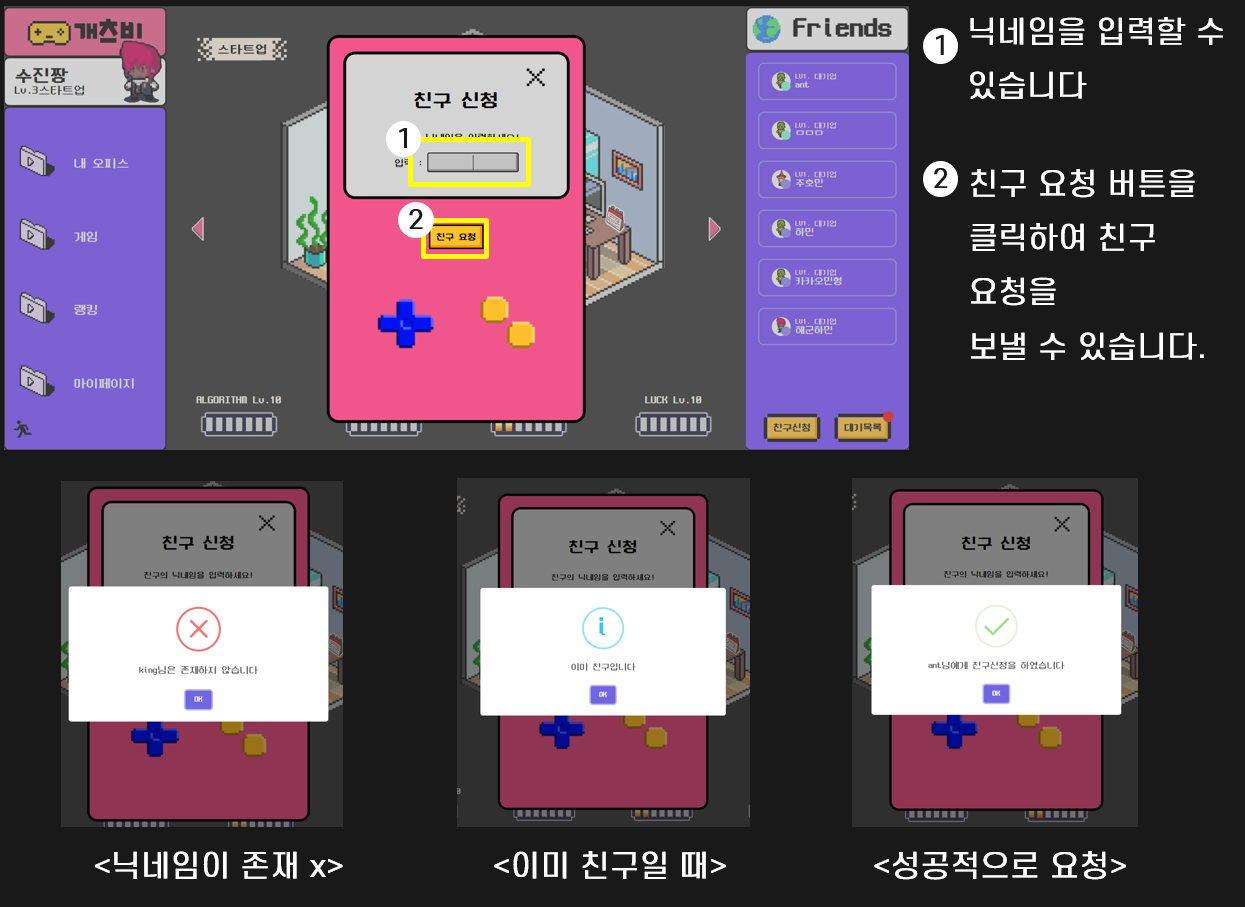 개츠비
수진짱
Lv.3스타트업
내 오피스
게임
랭킹
마이페이지
스타트업
친구 신청
닉네임을 입력하세요!
1
입력 :
2
친구 요청
ALGORITHM Lv.10
LUCK Lv.10
Friends
LV1. 대기업
ant
LV1. 대기업
ㅁㅁㅁ
LV1. 대기업
주호민
LV1. 대기업
하민
LV1. 대기업
카카오민형
LV1. 대기업
해군하민
친구신청
대기목록
1 닉네임을 입력할 수
있습니다
2 친구 요청 버튼을
클릭하여 친구
요청을
보낼 수 있습니다.
친구 신청
친구의 닉네임을 입력하세요!
king님은 존재하지 않습니다
OK
<닉네임이 존재 x>
친구 신청
친구의 닉네임을 입력하세요!
이미 친구입니다
OK
<이미 친구일 때>
친구 신청
친구의 닉네임을 입력하세요!
ant님에게 친구신청을 하였습니다
OK
<성공적으로 요청>